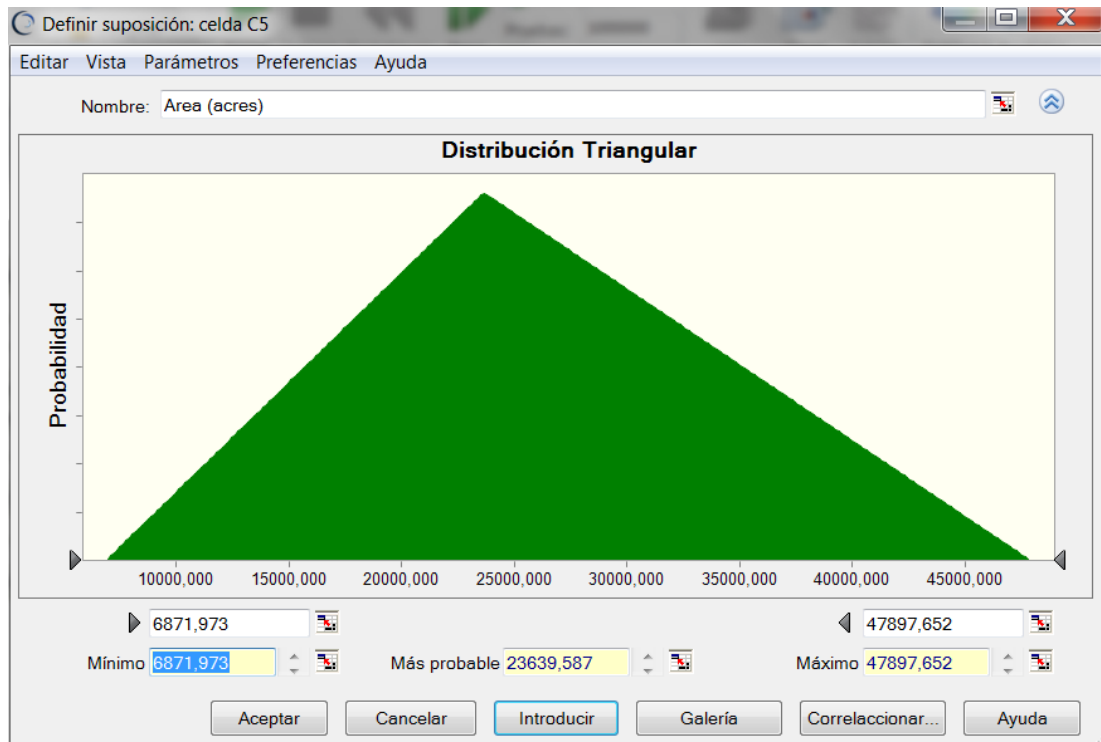 Definir suposición: celda C5
Editar Vista Parámetros Preferencias Ayuda
Nombre: Area (acres)
Distribución Triangular
Probabilidad
10000,000 15000,000 20000,000 25000,000 30000,000 35000,000 40000,000 45000,000
6871,973 47897,652
Mínimo 6871,973 Más probable 23639,587 Máximo 47897,652
Aceptar Cancelar Introducir Galería Correlaccionar... Ayuda